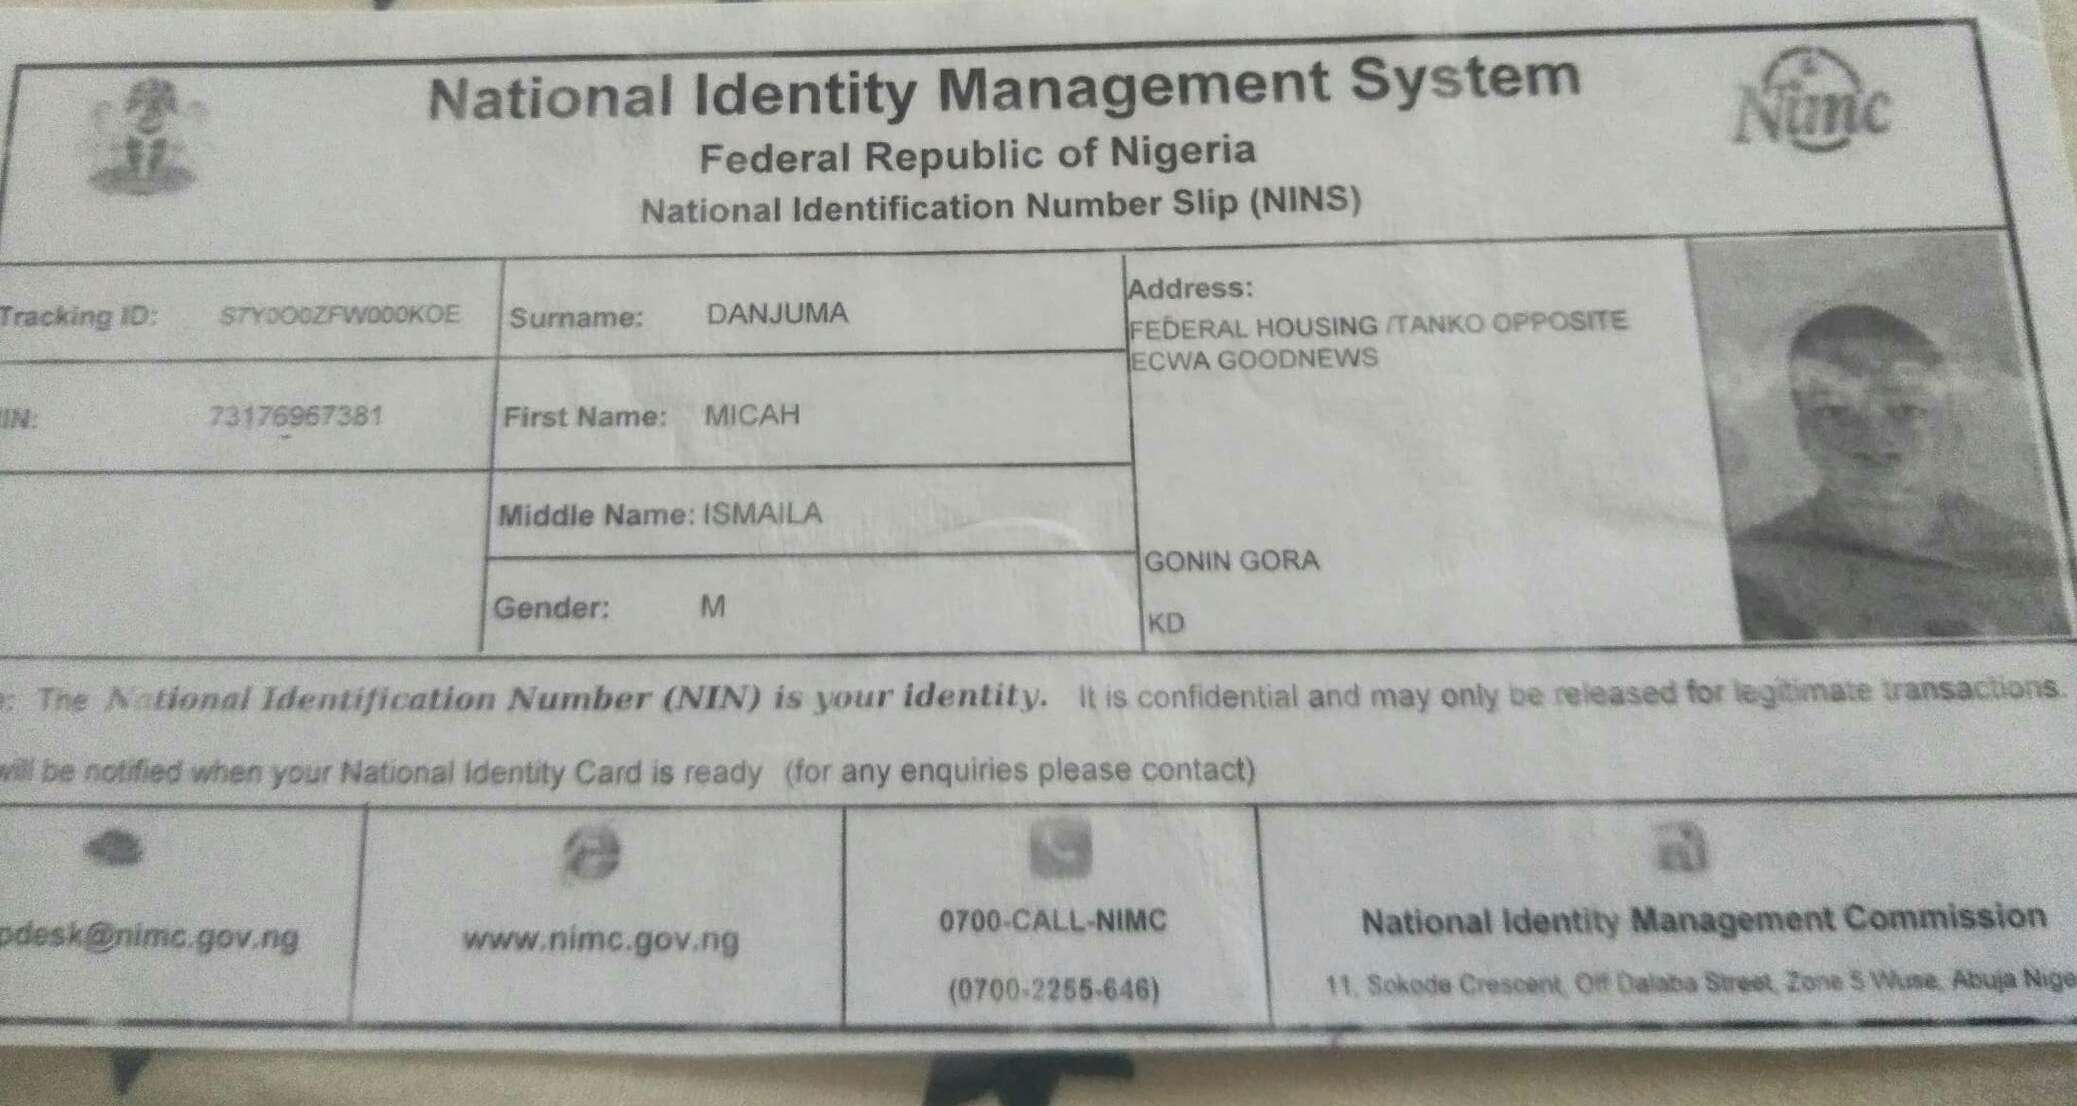 National Identity Management System
Nimc
Federal Republic of Nigeria
National Identification Number Slip (NINS)
Tracking ID: S7Y0O0ZFW000KOE
Surname: DANJUMA
Address:
FEDERAL HOUSING /TANKO OPPOSITE
ECWA GOODNEWS
IN: 73176967381
First Name: MICAH
Middle Name: ISMAILA
GONIN GORA
Gender: M
KD
e: The National Identification Number (NIN) is your identity. It is confidential and may only be released for legitimate transactions.
will be notified when your National Identity Card is ready (for any enquiries please contact)
pdesk@nimc.gov.ng
www.nimc.gov.ng
0700-CALL-NIMC
(0700-2255-646)
National Identity Management Commission
11, Sokode Crescent, Off Dalaba Street, Zone 5 Wuse, Abuja Nige